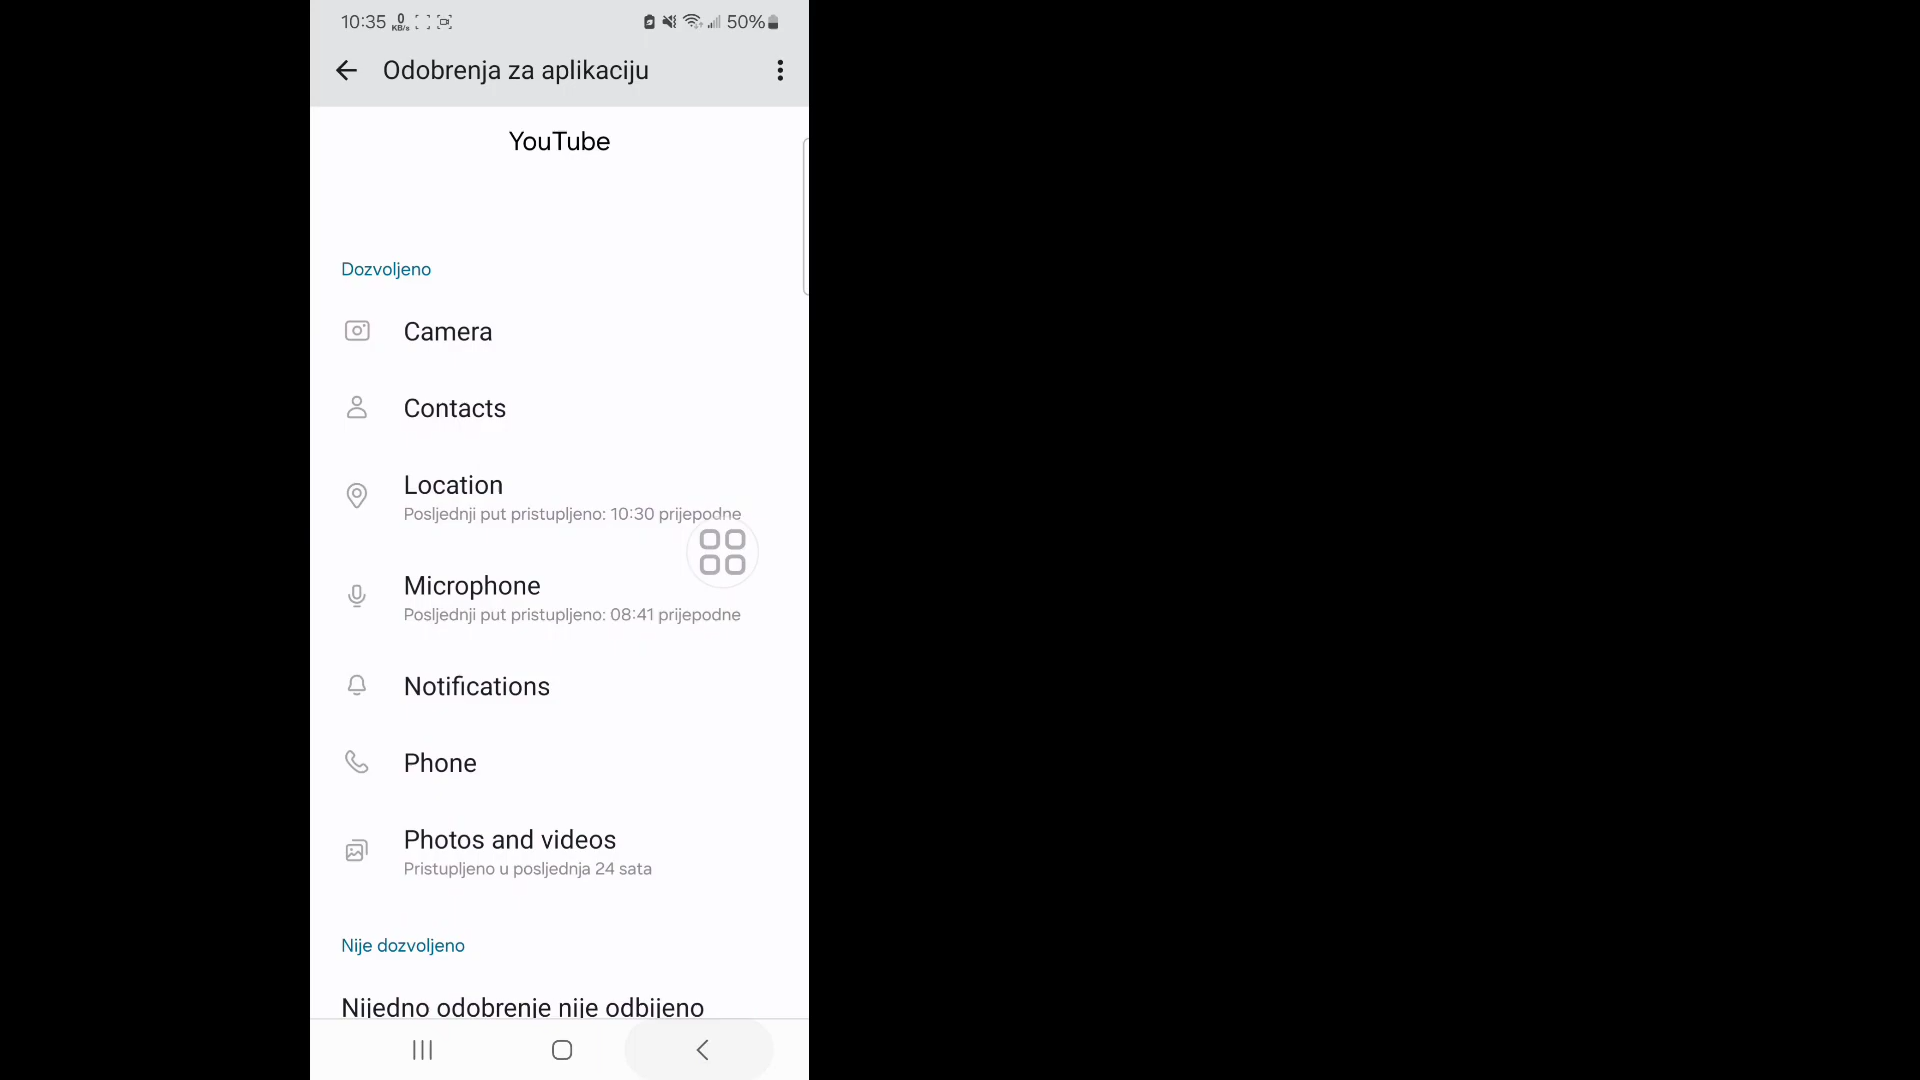 10:35 0 KB/s 50%
Odobrenja za aplikaciju
YouTube
Dozvoljeno
Camera
Contacts
Location
Posljednji put pristupljeno: 10:30 prijepodne
Microphone
Posljednji put pristupljeno: 08:41 prijepodne
Notifications
Phone
Photos and videos
Pristupljeno u posljednja 24 sata
Nije dozvoljeno
Nijedno odobrenje nije odbijeno